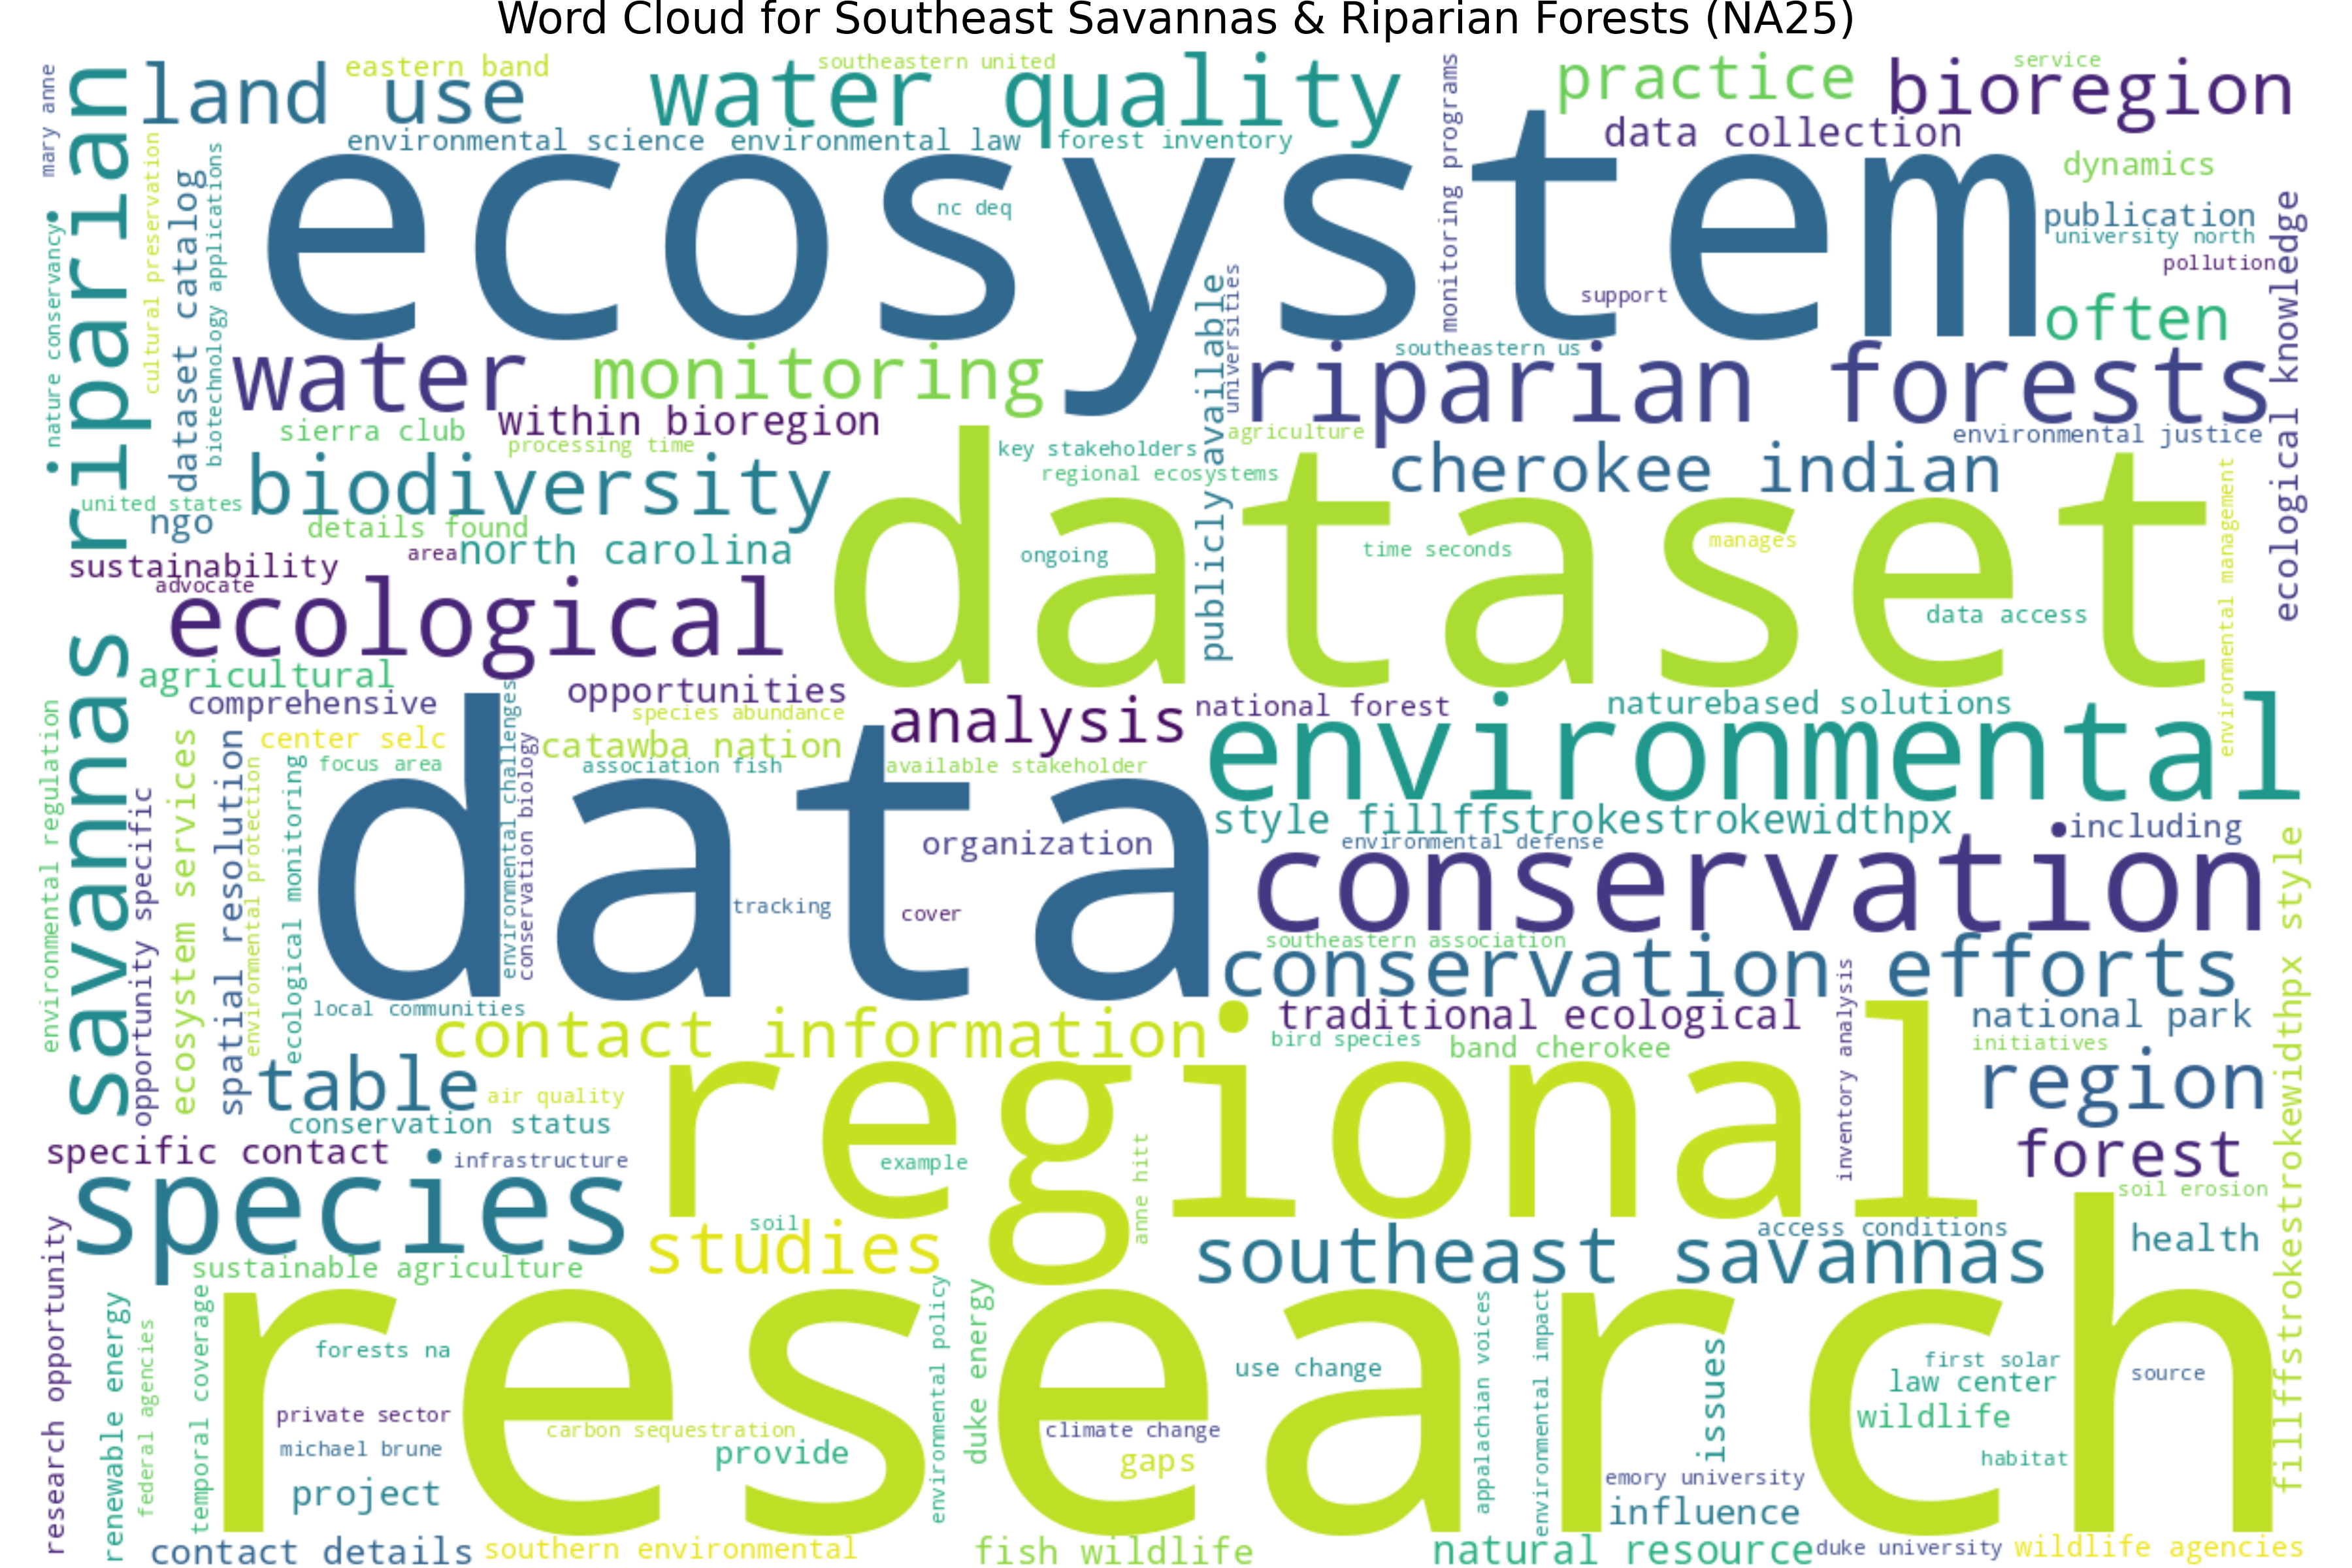 Word Cloud for Southeast Savannas & Riparian Forests (NA25)
mary anne
land use
eastern band
water quality
southeastern united
practice
bioregion
service
environmental science
environmental law
forest inventory
monitoring programs
data collection
dynamics
savannas riparian
cultural preservation
dataset catalog
biotechnology applications
nature conservancy
ecosystem
nc deq
support
publication
university north
pollution
often
ecological knowledge
water
monitoring
publicly available
universities
southeastern us
riparian forests
within bioregion
sierra club
processing time
key stakeholders
agriculture
environmental justice
regional ecosystems
cherokee indian
biodiversity
united states
ngo
details found
area
north carolina
dataset
ongoing
time seconds
manages
data access
environmental management
sustainability
advocate
ecological
agricultural
comprehensive
opportunities
species abundance
analysis
national forest
naturebased solutions
center selc
catawba nation
focus area
association fish
available stakeholder
environmental
environmental regulation
opportunity specific
ecosystem services
spatial resolution
environmental protection
ecological monitoring
data
environmental challenges
conservation biology
organization
tracking
cover
style fillffstrokestrokewidthpx
environmental defense
including
conservation
southeastern association
conservation efforts
fillffstrokestrokewidthpx style
local communities
contact information
traditional ecological
inventory analysis
national park
bird species
band cherokee
initiatives
table
air quality
regional
region
conservation status
specific contact
infrastructure
example
anne hitt
forest
species
soil
studies
southeast savannas
access conditions
soil erosion
health
sustainable agriculture
research opportunity
renewable energy
federal agencies
temporal coverage
research
forests na
private sector
michael brune
project
carbon sequestration
provide
environmental policy
duke energy
climate change
gaps
use change
appalachian voices
environmental impact
issues
first solar
law center
wildlife
source
habitat
emory university
influence
contact details
southern environmental
fish wildlife
natural resource
duke university
wildlife agencies